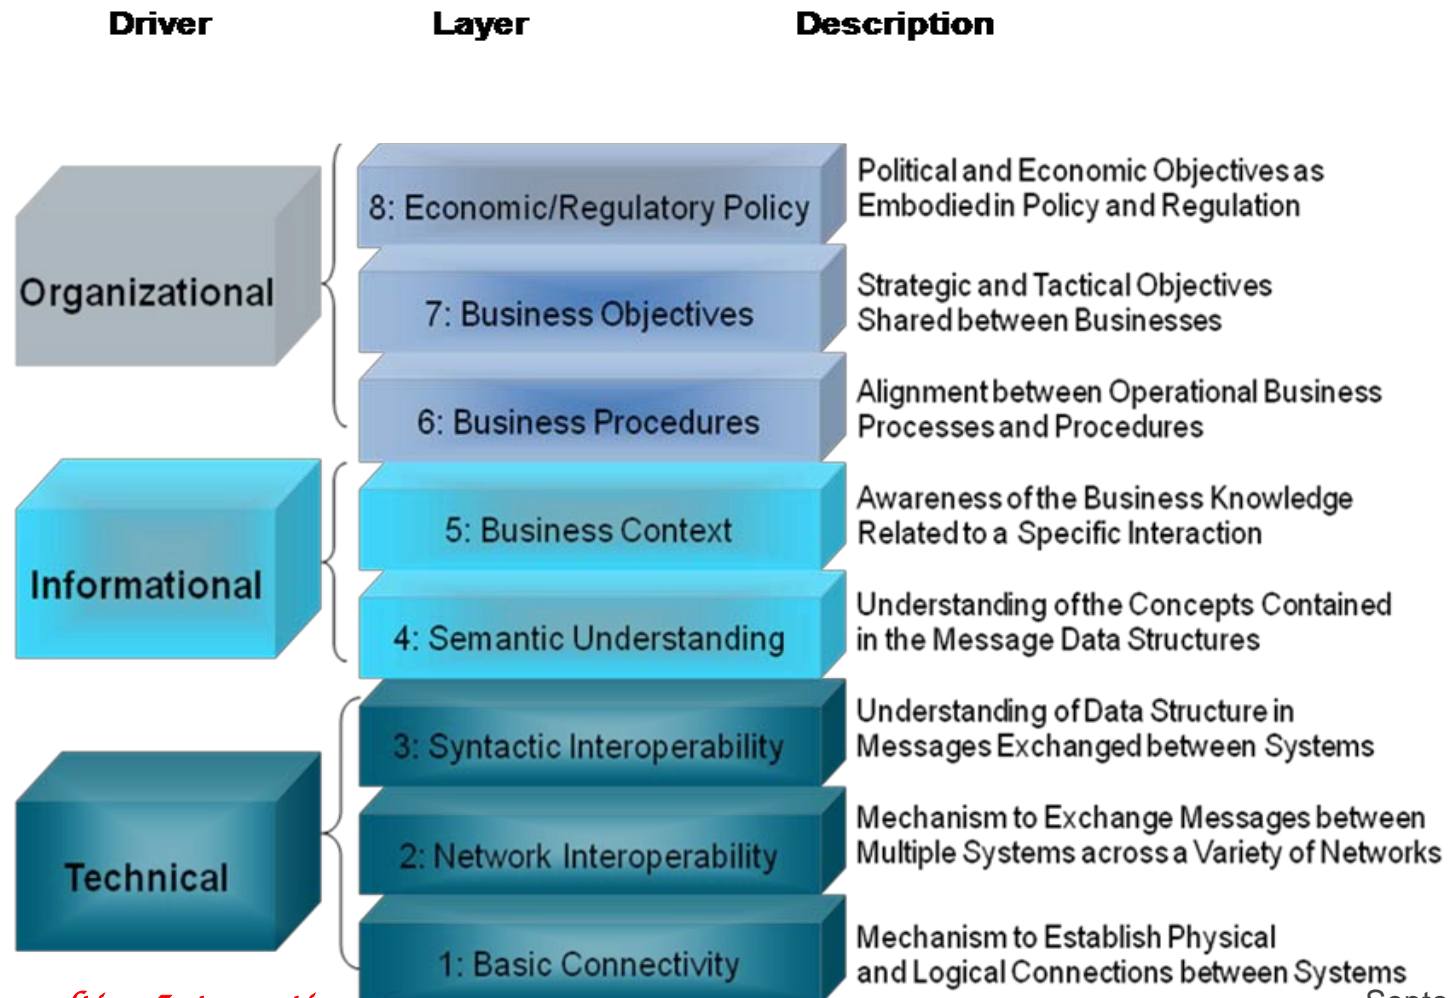 Driver Layer Description
Organizational
8: Economic/Regulatory Policy
Political and Economic Objectives as
Embodied in Policy and Regulation
7: Business Objectives
Strategic and Tactical Objectives
Shared between Businesses
6: Business Procedures
Alignment between Operational Business
Processes and Procedures
Informational
5: Business Context
Awareness of the Business Knowledge
Related to a Specific Interaction
4: Semantic Understanding
Understanding of the Concepts Contained
in the Message Data Structures
Technical
3: Syntactic Interoperability
Understanding of Data Structure in
Messages Exchanged between Systems
2: Network Interoperability
Mechanism to Exchange Messages between
Multiple Systems across a Variety of Networks
1: Basic Connectivity
Mechanism to Establish Physical
and Logical Connections between Systems